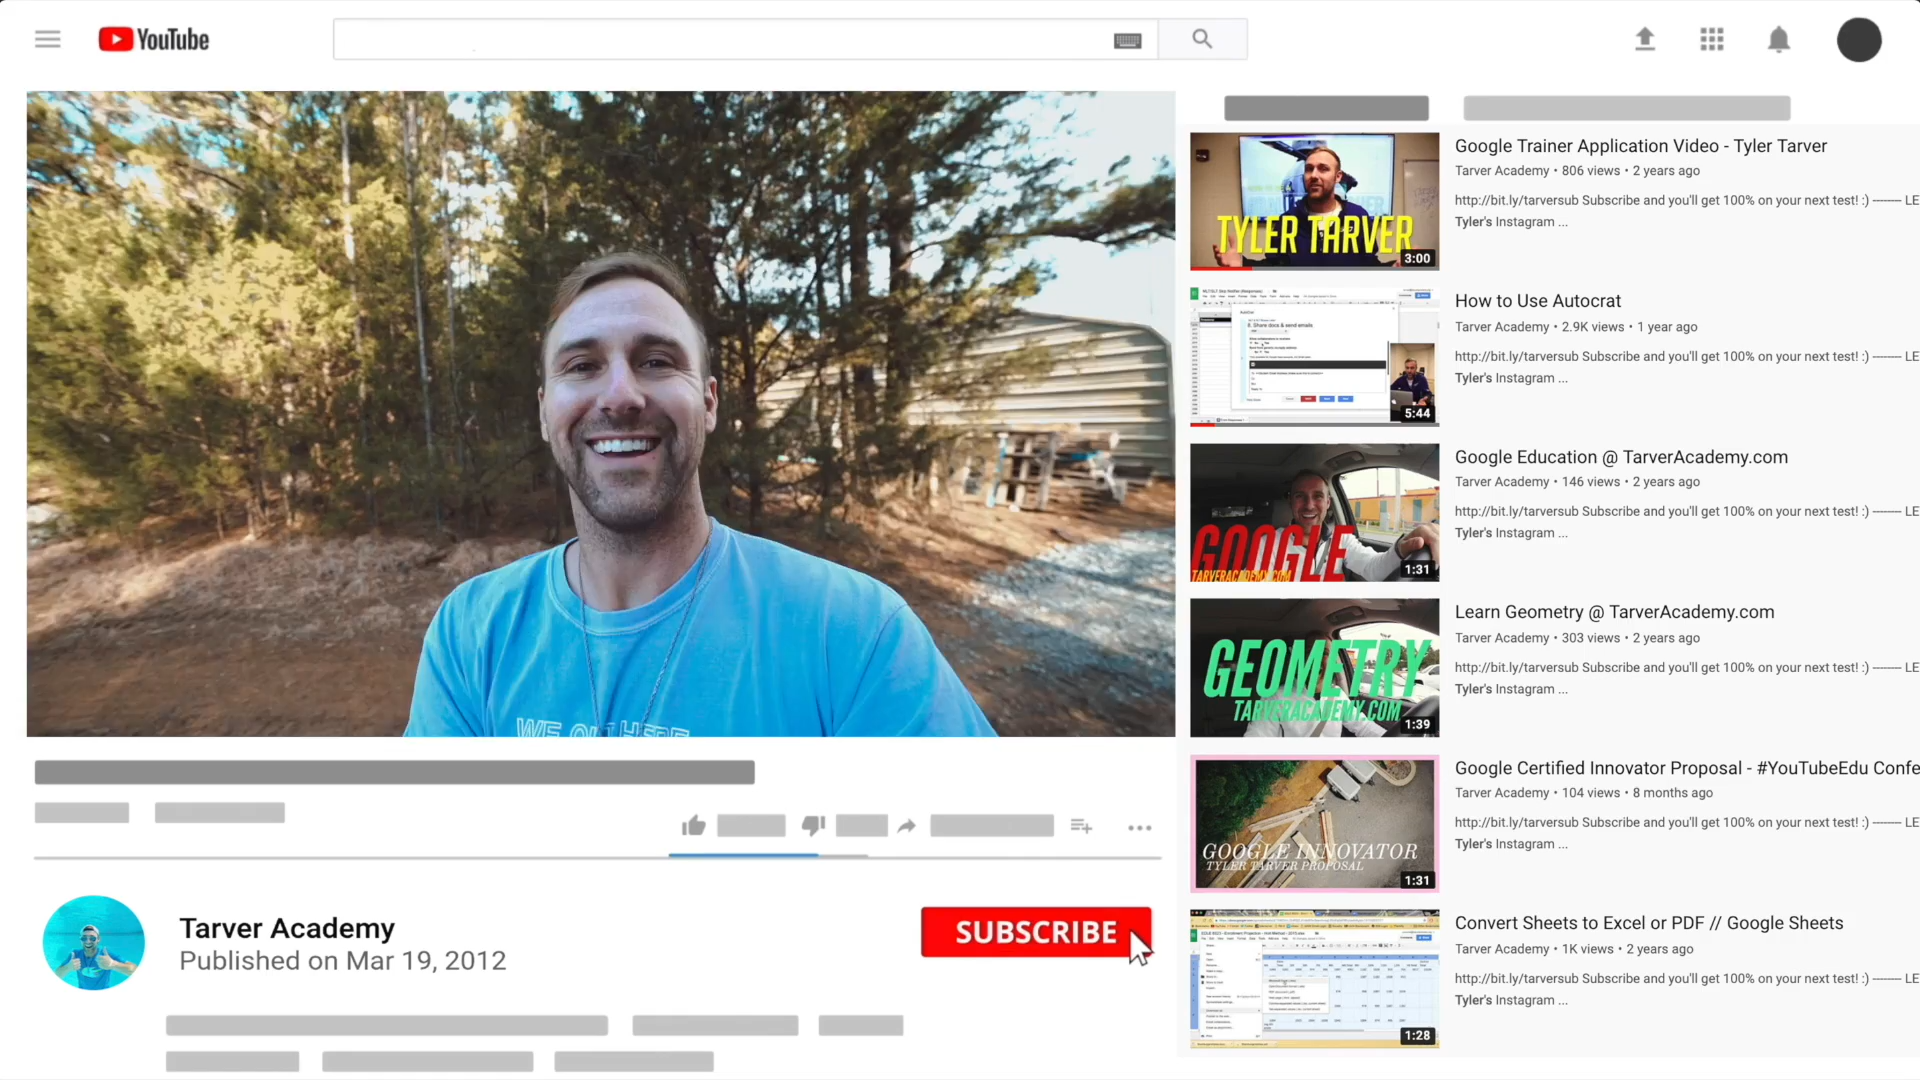 YouTube
WE OUT HERE
Tarver Academy
Published on Mar 19, 2012
SUBSCRIBE
TYLER TARVER
3:00
Google Trainer Application Video - Tyler Tarver
Tarver Academy • 806 views • 2 years ago
http://bit.ly/tarversub Subscribe and you'll get 100% on your next test! :) -------- LE
Tyler's Instagram ...
8. Share docs & send emails
5:44
How to Use Autocrat
Tarver Academy • 2.9K views • 1 year ago
http://bit.ly/tarversub Subscribe and you'll get 100% on your next test! :) -------- LE
Tyler's Instagram ...
GOOGLE
TARVERACADEMY.COM
1:31
Google Education @ TarverAcademy.com
Tarver Academy • 146 views • 2 years ago
http://bit.ly/tarversub Subscribe and you'll get 100% on your next test! :) -------- LE
Tyler's Instagram ...
GEOMETRY
TARVERACADEMY.COM
1:39
Learn Geometry @ TarverAcademy.com
Tarver Academy • 303 views • 2 years ago
http://bit.ly/tarversub Subscribe and you'll get 100% on your next test! :) -------- LE
Tyler's Instagram ...
GOOGLE INNOVATOR
TYLER TARVER PROPOSAL
1:31
Google Certified Innovator Proposal - #YouTubeEdu Confe
Tarver Academy • 104 views • 8 months ago
http://bit.ly/tarversub Subscribe and you'll get 100% on your next test! :) -------- LE
Tyler's Instagram ...
1:28
Convert Sheets to Excel or PDF // Google Sheets
Tarver Academy • 1K views • 2 years ago
http://bit.ly/tarversub Subscribe and you'll get 100% on your next test! :) -------- LE
Tyler's Instagram ...